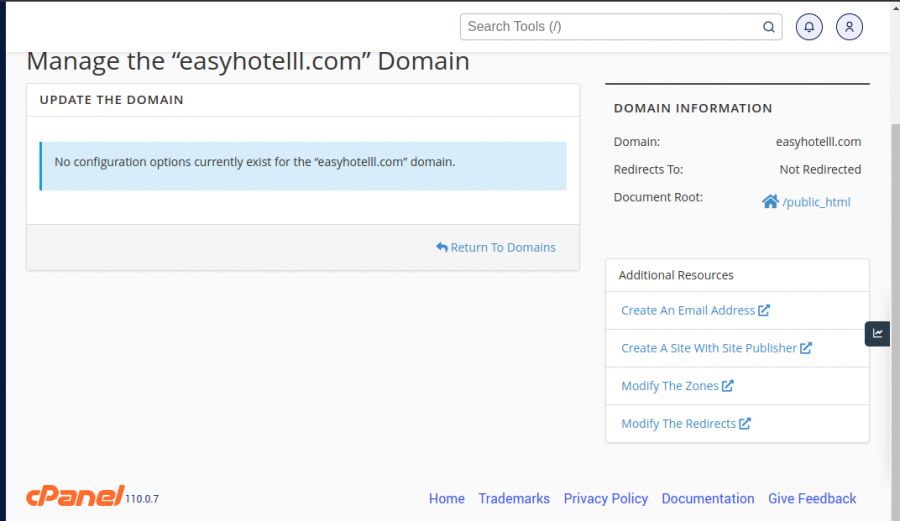 Search Tools (/)
Manage the “easyhotelll.com” Domain
UPDATE THE DOMAIN
No configuration options currently exist for the “easyhotelll.com” domain.
Return To Domains
DOMAIN INFORMATION
Domain: easyhotelll.com
Redirects To: Not Redirected
Document Root: /public_html
Additional Resources
Create An Email Address
Create A Site With Site Publisher
Modify The Zones
Modify The Redirects
cPanel 110.0.7
Home Trademarks Privacy Policy Documentation Give Feedback